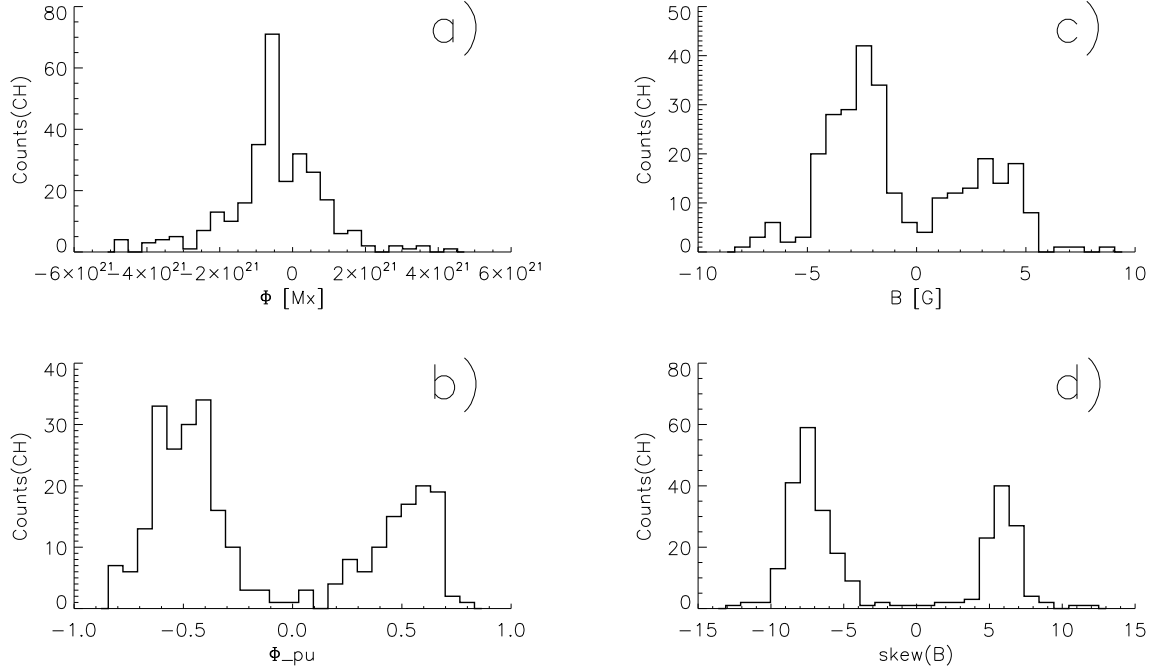 a)
80
60
40
20
0
Counts(CH)
−6×10²¹ −4×10²¹ −2×10²¹ 0 2×10²¹ 4×10²¹ 6×10²¹
Φ [Mx]
c)
50
40
30
20
10
0
Counts(CH)
−10 −5 0 5 10
B [G]
b)
40
30
20
10
0
Counts(CH)
−1.0 −0.5 0.0 0.5 1.0
Φ_pu
d)
80
60
40
20
0
Counts(CH)
−15 −10 −5 0 5 10 15
skew(B)